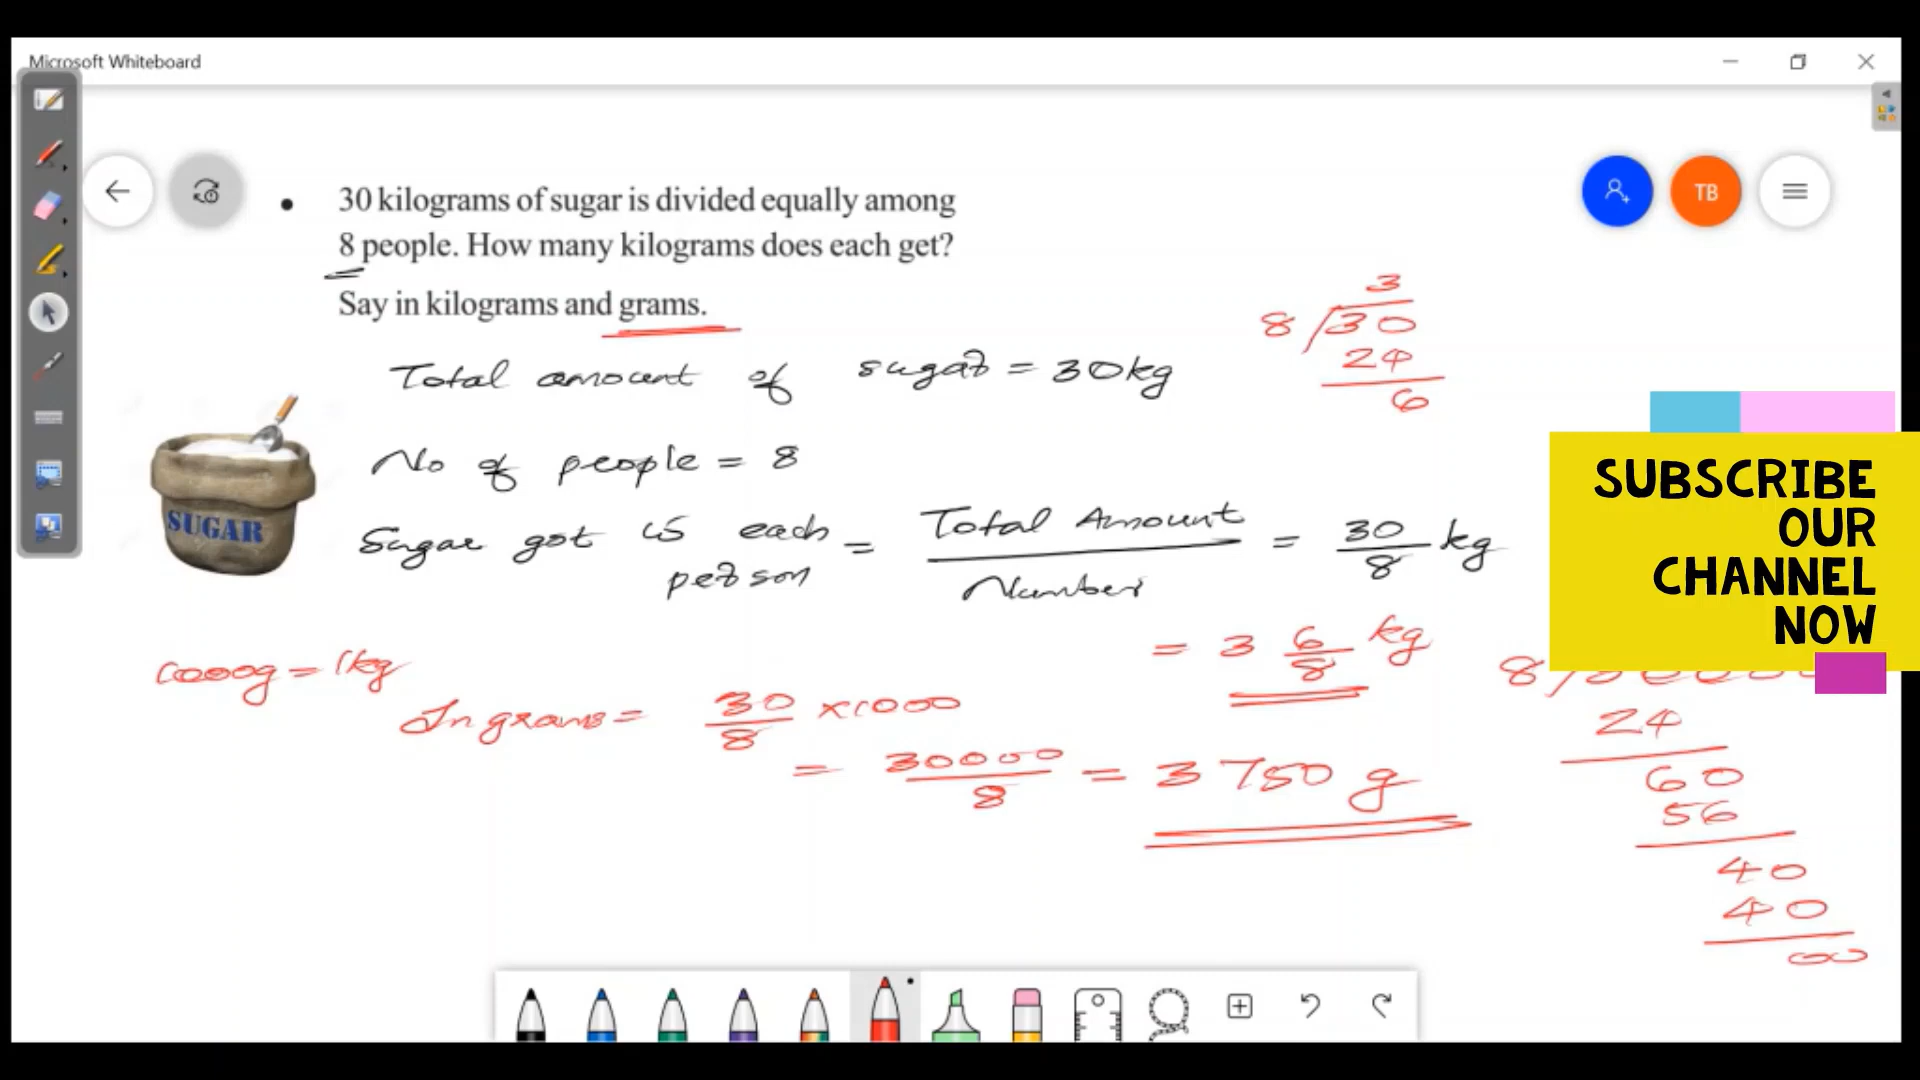 Microsoft Whiteboard
TB
• 30 kilograms of sugar is divided equally among
8 people. How many kilograms does each get?
Say in kilograms and grams.
3
8 30
24
6
Total amount of sugar = 30kg
No of people = 8
SUGAR
Sugar got is each person = Total Amount / Number = 30/8 kg
= 3 6/8 kg
1000g = 1kg
In grams = 30/8 ×1000
= 30000/8 = 3750 g
SUBSCRIBE
OUR
CHANNEL
NOW
8
24
60
56
40
40
00